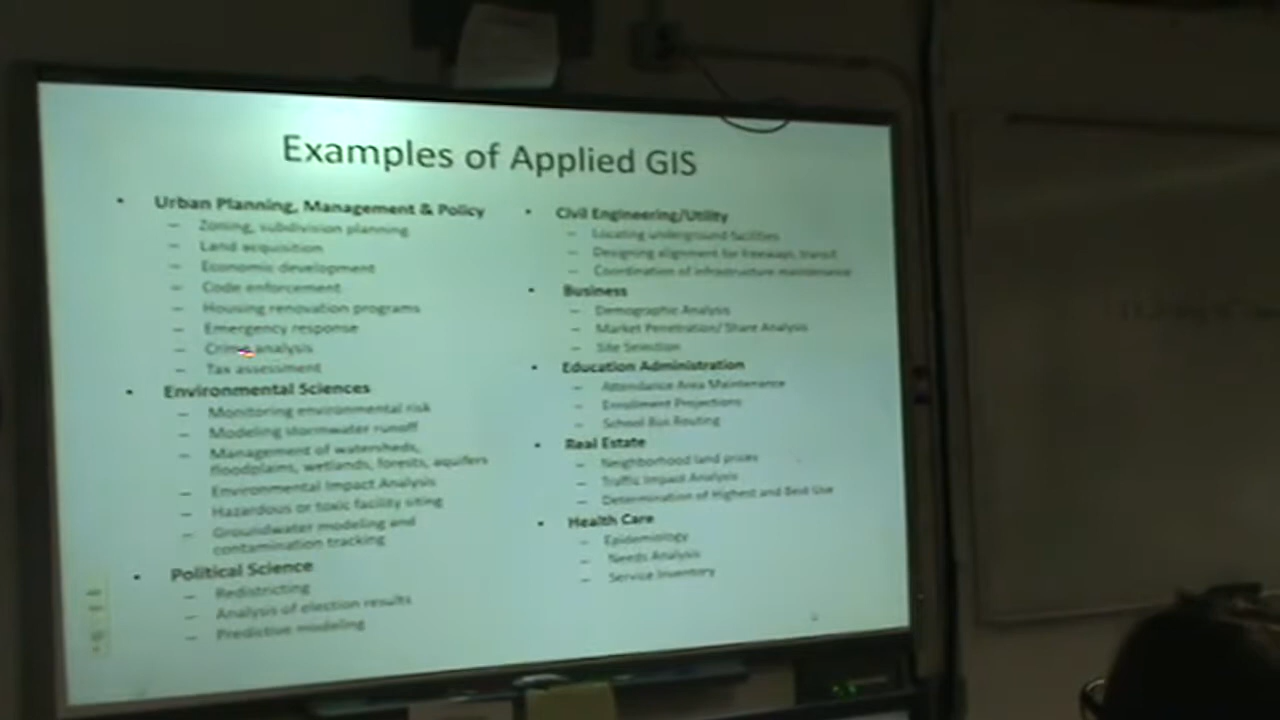 Examples of Applied GIS
• Urban Planning, Management & Policy
– Zoning, subdivision planning
– Land acquisition
– Economic development
– Code enforcement
– Housing renovation programs
– Emergency response
– Crime analysis
– Tax assessment
• Environmental Sciences
– Monitoring environmental risk
– Modeling stormwater runoff
– Management of watersheds,
floodplains, wetlands, forests, aquifers
– Environmental Impact Analysis
– Hazardous or toxic facility siting
– Groundwater modeling and
contamination tracking
• Political Science
– Redistricting
– Analysis of election results
– Predictive modeling
• Civil Engineering/Utility
– Locating underground facilities
– Designing alignment for freeways, transit
– Coordination of infrastructure maintenance
• Business
– Demographic Analysis
– Market Penetration/ Share Analysis
– Site Selection
• Education Administration
– Attendance Area Maintenance
– Enrollment Projections
– School Bus Routing
• Real Estate
– Neighborhood land prices
– Traffic Impact Analysis
– Determination of Highest and Best Use
• Health Care
– Epidemiology
– Needs Analysis
– Service Inventory